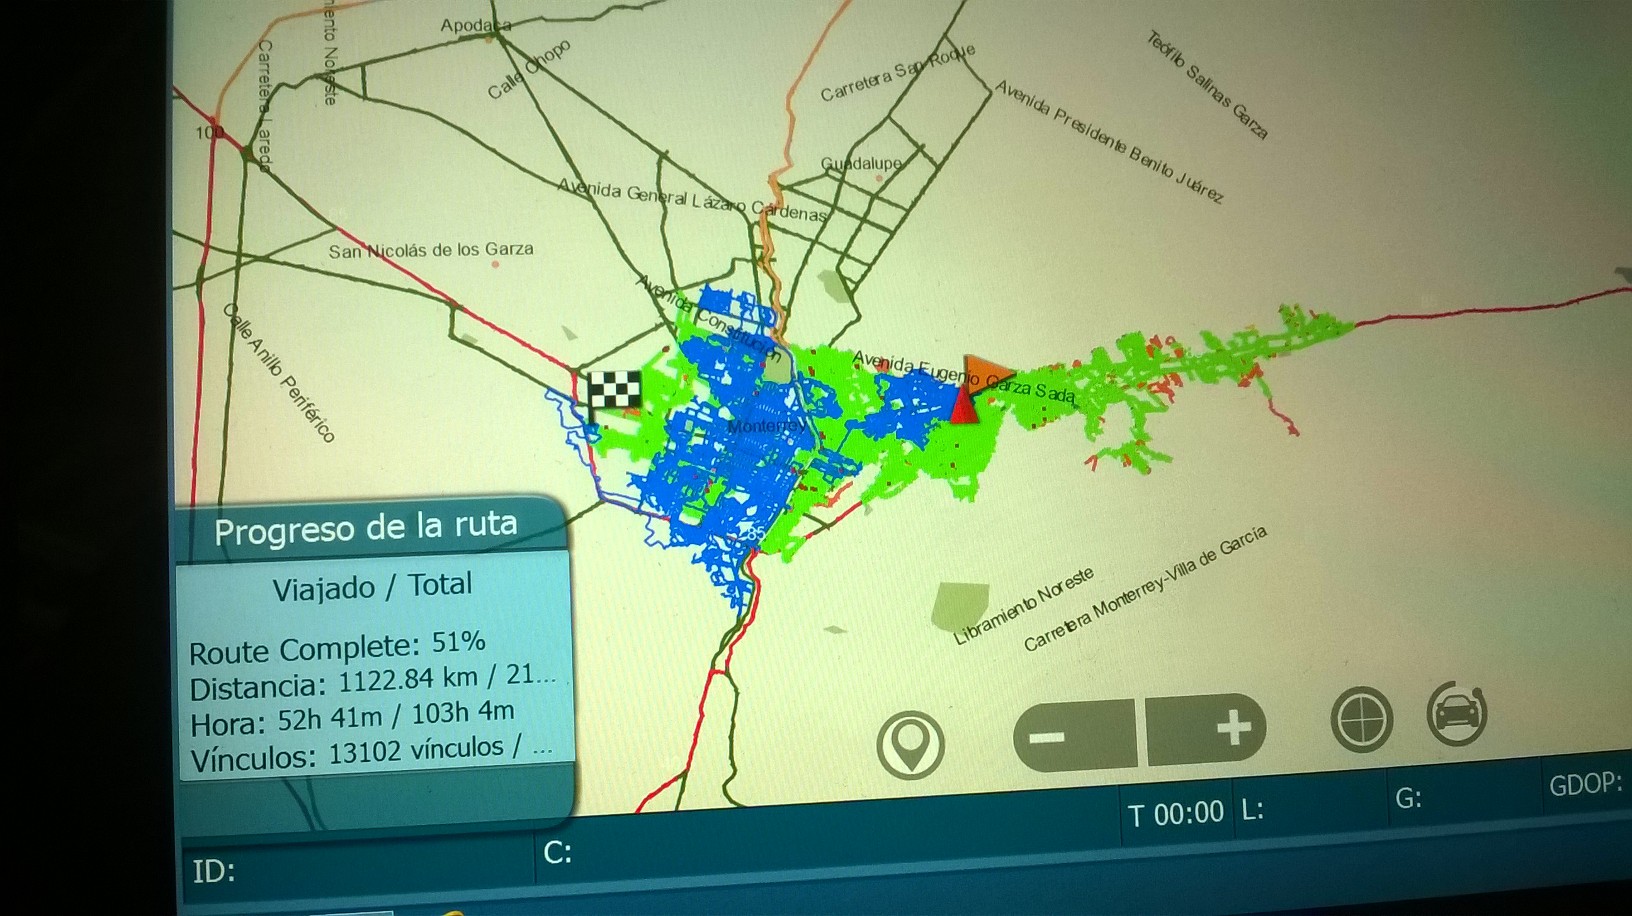 Apodaca
Calle Chopo
Carretera Laredo
Carretera San Roque
Teófilo Salinas Garza
Avenida Presidente Benito Juárez
100
Guadalupe
Avenida General Lázaro Cárdenas
San Nicolás de los Garza
Avenida Constitución
Calle Anillo Periférico
Avenida Eugenio Garza Sada
Monterrey
85
Libramiento Noreste
Carretera Monterrey-Villa de García
Progreso de la ruta
Viajado / Total
Route Complete: 51%
Distancia: 1122.84 km / 21...
Hora: 52h 41m / 103h 4m
Vínculos: 13102 vínculos / ...
T 00:00 L: G: GDOP:
ID: C: